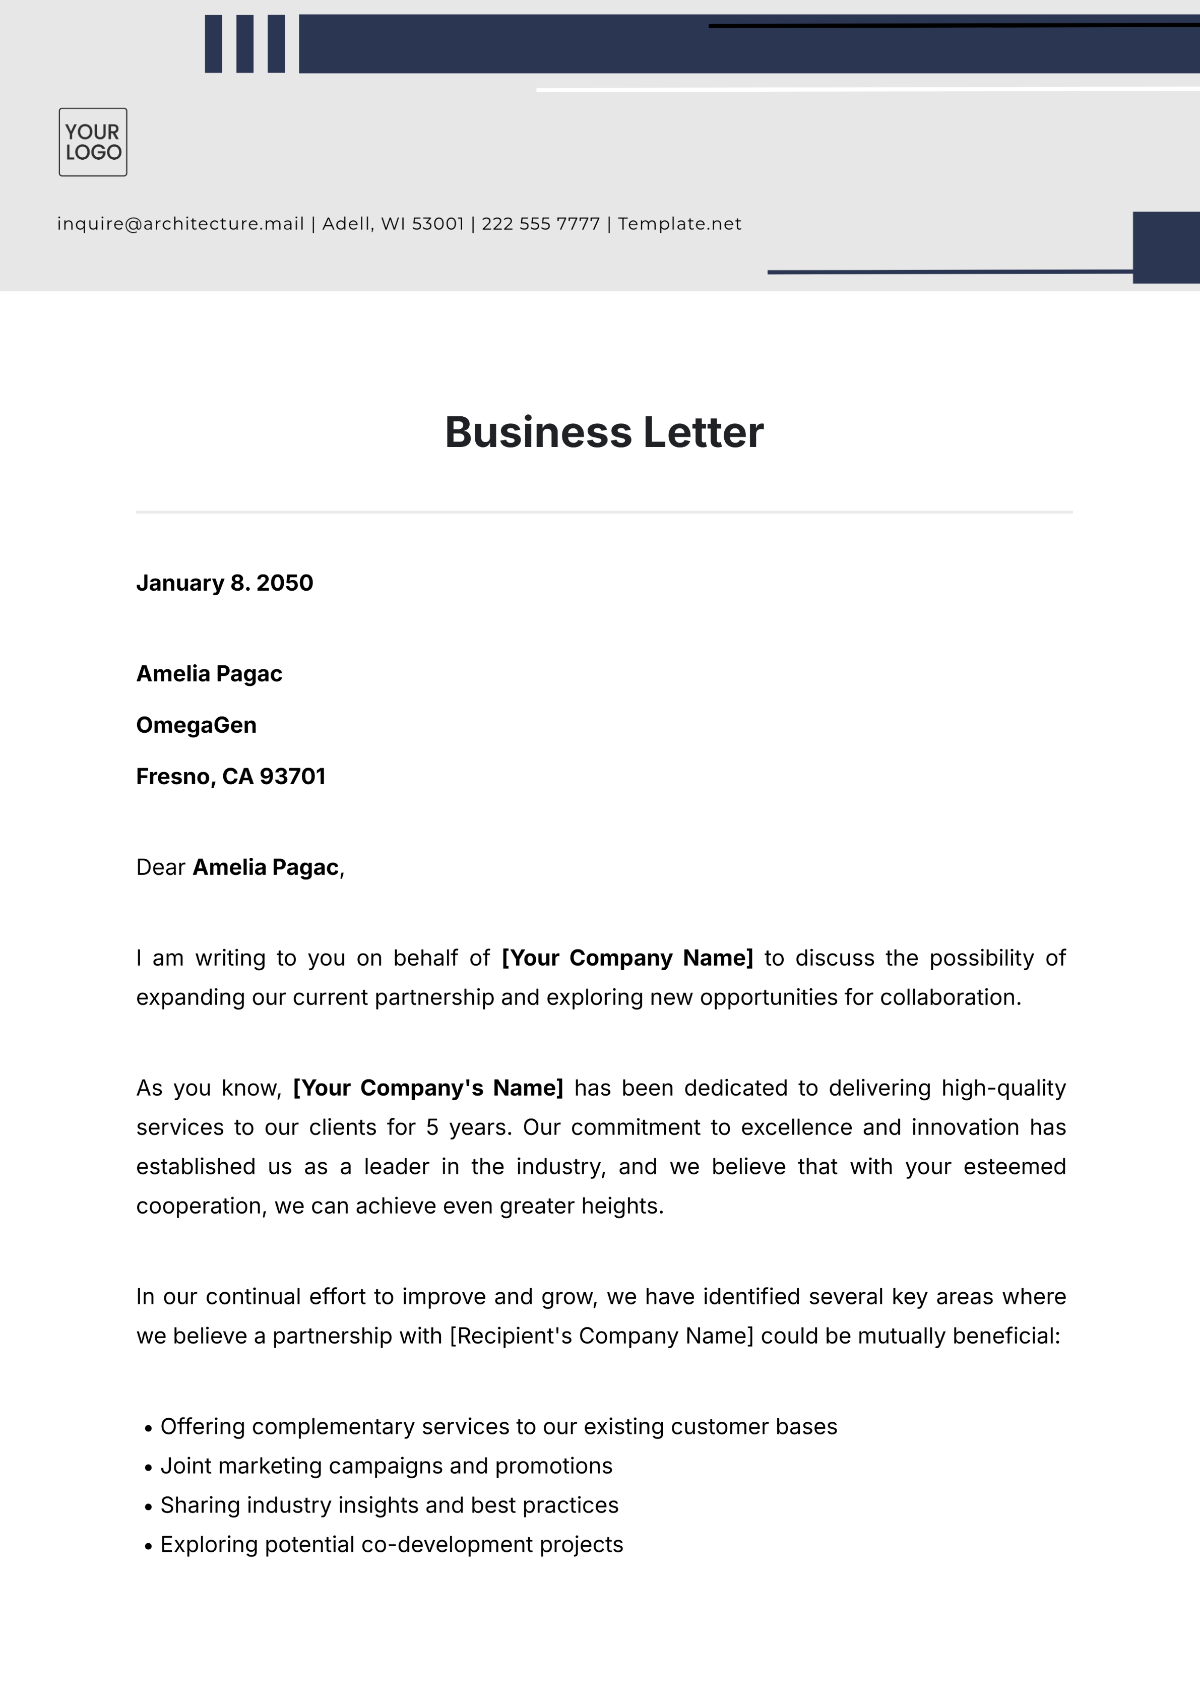 YOUR
LOGO
inquire@architecture.mail | Adell, WI 53001 | 222 555 7777 | Template.net
Business Letter
January 8. 2050
Amelia Pagac
OmegaGen
Fresno, CA 93701
Dear Amelia Pagac,
I am writing to you on behalf of [Your Company Name] to discuss the possibility of
expanding our current partnership and exploring new opportunities for collaboration.
As you know, [Your Company's Name] has been dedicated to delivering high-quality
services to our clients for 5 years. Our commitment to excellence and innovation has
established us as a leader in the industry, and we believe that with your esteemed
cooperation, we can achieve even greater heights.
In our continual effort to improve and grow, we have identified several key areas where
we believe a partnership with [Recipient's Company Name] could be mutually beneficial:
• Offering complementary services to our existing customer bases
• Joint marketing campaigns and promotions
• Sharing industry insights and best practices
• Exploring potential co-development projects